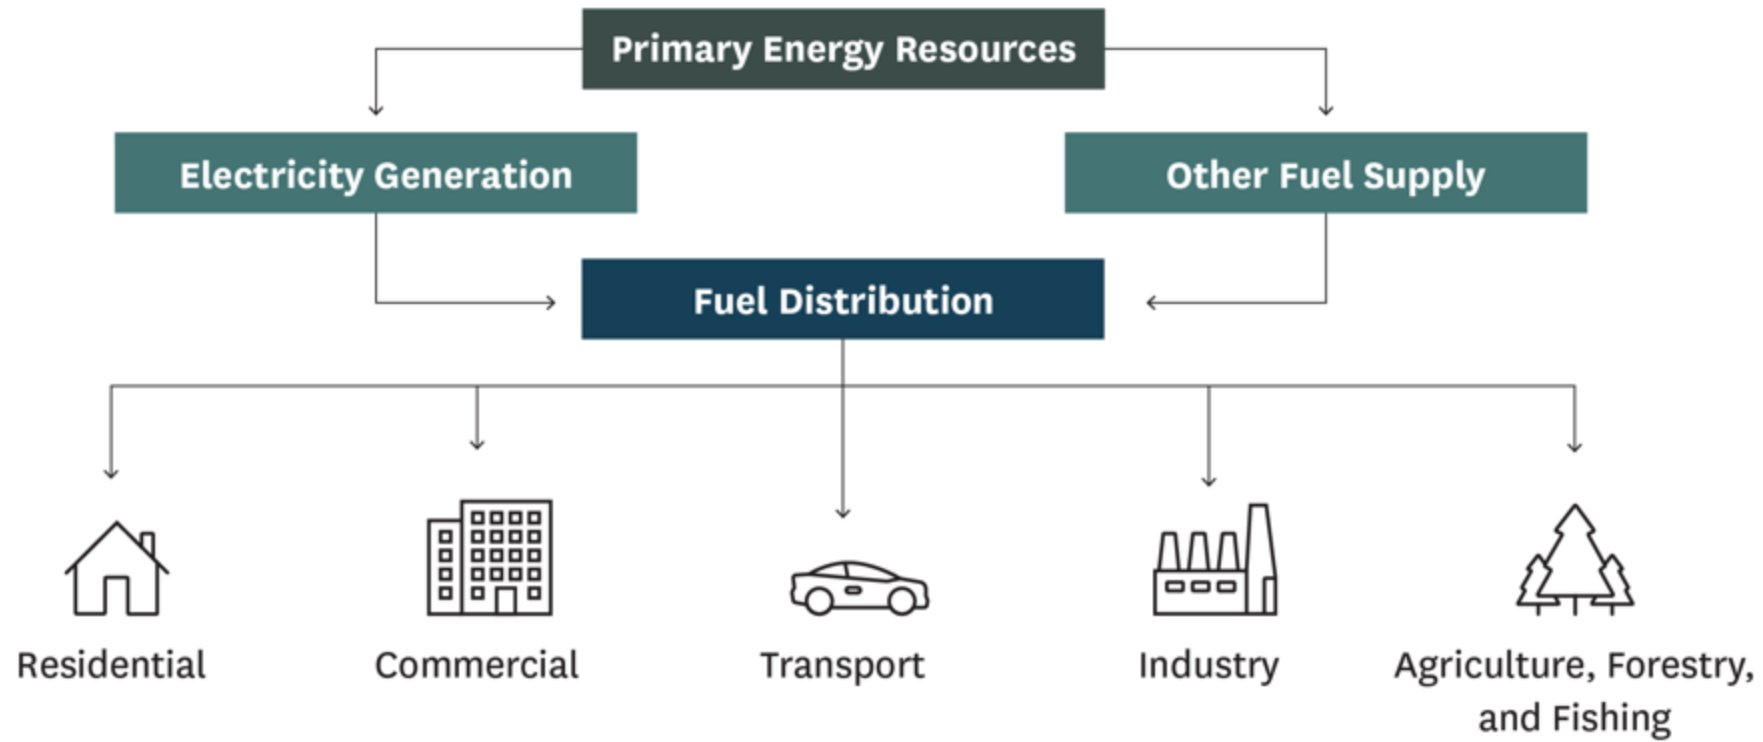 Primary Energy Resources
Electricity Generation
Other Fuel Supply
Fuel Distribution
Residential
Commercial
Transport
Industry
Agriculture, Forestry,
and Fishing